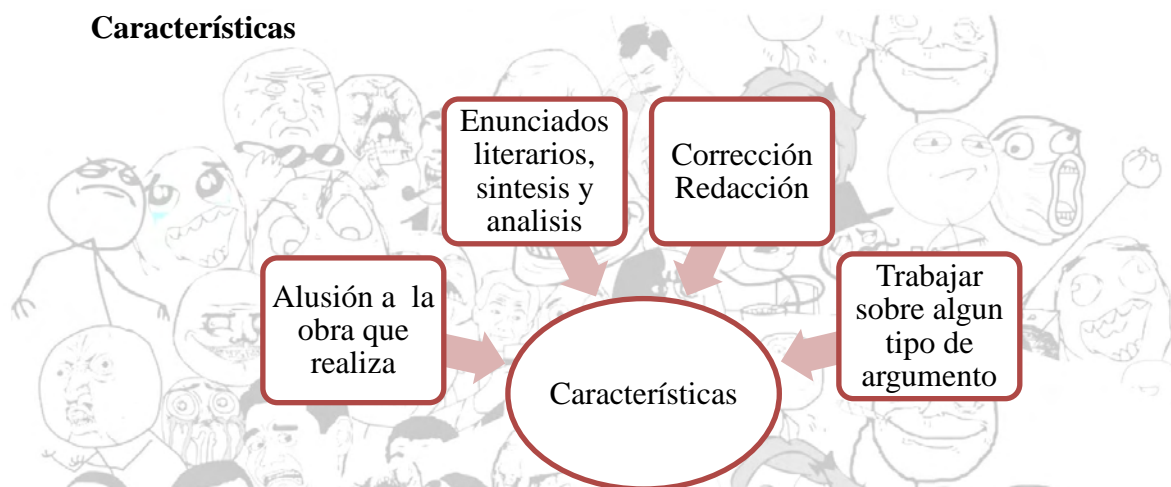 Características
Enunciados
literarios,
sintesis y
analisis
Corrección
Redacción
Alusión a la
obra que
realiza
Trabajar
sobre algun
tipo de
argumento
Características